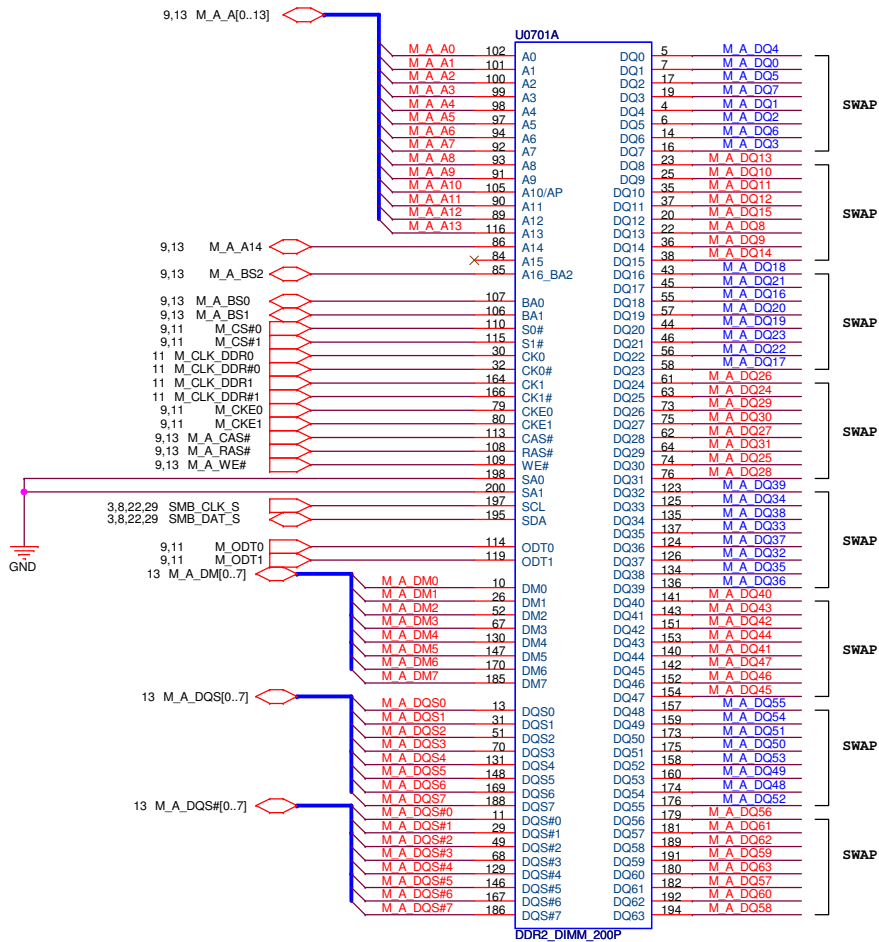 9,13 M_A_A[0..13]
U0701A
M_A_A0 102 A0 DQ0 5 M_A_DQ4
M_A_A1 101 A1 DQ1 7 M_A_DQ0
M_A_A2 100 A2 DQ2 17 M_A_DQ5
M_A_A3 99 A3 DQ3 19 M_A_DQ7
SWAP
M_A_A4 98 A4 DQ4 4 M_A_DQ1
M_A_A5 97 A5 DQ5 6 M_A_DQ2
M_A_A6 94 A6 DQ6 14 M_A_DQ6
M_A_A7 92 A7 DQ7 16 M_A_DQ3
M_A_A8 93 A8 DQ8 23 M_A_DQ13
M_A_A9 91 A9 DQ9 25 M_A_DQ10
M_A_A10 105 A10/AP DQ10 35 M_A_DQ11
M_A_A11 90 A11 DQ11 37 M_A_DQ12
SWAP
M_A_A12 89 A12 DQ12 20 M_A_DQ15
M_A_A13 116 A13 DQ13 22 M_A_DQ8
9,13 M_A_A14 86 A14 DQ14 36 M_A_DQ9
84 A15 DQ15 38 M_A_DQ14
9,13 M_A_BS2 85 A16_BA2 DQ16 43 M_A_DQ18
DQ17 45 M_A_DQ21
9,13 M_A_BS0 107 BA0 DQ18 55 M_A_DQ16
9,13 M_A_BS1 106 BA1 DQ19 57 M_A_DQ20
SWAP
9,11 M_CS#0 110 S0# DQ20 44 M_A_DQ19
9,11 M_CS#1 115 S1# DQ21 46 M_A_DQ23
11 M_CLK_DDR0 30 CK0 DQ22 56 M_A_DQ22
11 M_CLK_DDR#0 32 CK0# DQ23 58 M_A_DQ17
11 M_CLK_DDR1 164 CK1 DQ24 61 M_A_DQ26
11 M_CLK_DDR#1 166 CK1# DQ25 63 M_A_DQ24
9,11 M_CKE0 79 CKE0 DQ26 73 M_A_DQ29
9,11 M_CKE1 80 CKE1 DQ27 75 M_A_DQ30
SWAP
9,13 M_A_CAS# 113 CAS# DQ28 62 M_A_DQ27
9,13 M_A_RAS# 108 RAS# DQ29 64 M_A_DQ31
9,13 M_A_WE# 109 WE# DQ30 74 M_A_DQ25
198 SA0 DQ31 76 M_A_DQ28
200 SA1 DQ32 123 M_A_DQ39
3,8,22,29 SMB_CLK_S 197 SCL DQ33 125 M_A_DQ34
3,8,22,29 SMB_DAT_S 195 SDA DQ34 135 M_A_DQ38
DQ35 137 M_A_DQ33
SWAP
9,11 M_ODT0 114 ODT0 DQ36 124 M_A_DQ37
9,11 M_ODT1 119 ODT1 DQ37 126 M_A_DQ32
GND
13 M_A_DM[0..7] DQ38 134 M_A_DQ35
M_A_DM0 10 DM0 DQ39 136 M_A_DQ36
M_A_DM1 26 DM1 DQ40 141 M_A_DQ40
M_A_DM2 52 DM2 DQ41 143 M_A_DQ43
M_A_DM3 67 DM3 DQ42 151 M_A_DQ42
M_A_DM4 130 DM4 DQ43 153 M_A_DQ44
SWAP
M_A_DM5 147 DM5 DQ44 140 M_A_DQ41
M_A_DM6 170 DM6 DQ45 142 M_A_DQ47
M_A_DM7 185 DM7 DQ46 152 M_A_DQ46
DQ47 154 M_A_DQ45
13 M_A_DQS[0..7]
M_A_DQS0 13 DQS0 DQ48 157 M_A_DQ55
M_A_DQS1 31 DQS1 DQ49 159 M_A_DQ54
M_A_DQS2 51 DQS2 DQ50 173 M_A_DQ51
M_A_DQS3 70 DQS3 DQ51 175 M_A_DQ50
SWAP
M_A_DQS4 131 DQS4 DQ52 158 M_A_DQ53
M_A_DQS5 148 DQS5 DQ53 160 M_A_DQ49
M_A_DQS6 169 DQS6 DQ54 174 M_A_DQ48
M_A_DQS7 188 DQS7 DQ55 176 M_A_DQ52
13 M_A_DQS#[0..7]
M_A_DQS#0 11 DQS#0 DQ56 179 M_A_DQ56
M_A_DQS#1 29 DQS#1 DQ57 181 M_A_DQ61
M_A_DQS#2 49 DQS#2 DQ58 189 M_A_DQ62
M_A_DQS#3 68 DQS#3 DQ59 191 M_A_DQ59
SWAP
M_A_DQS#4 129 DQS#4 DQ60 180 M_A_DQ63
M_A_DQS#5 146 DQS#5 DQ61 182 M_A_DQ57
M_A_DQS#6 167 DQS#6 DQ62 192 M_A_DQ60
M_A_DQS#7 186 DQS#7 DQ63 194 M_A_DQ58
DDR2_DIMM_200P